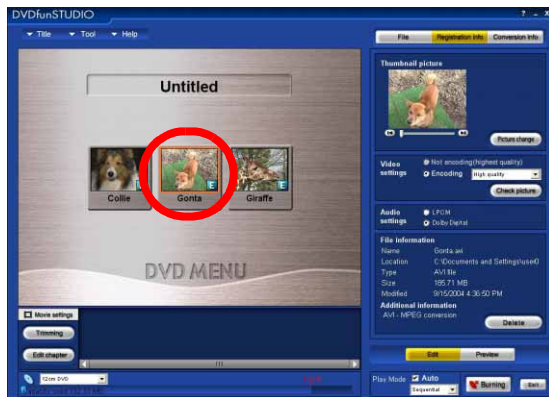 DVDfunSTUDIO
Title Tool Help
File Registration info Conversion info
Untitled
Collie Gonta Giraffe
E
DVD MENU
Thumbnail picture
Picture change
Video settings
Not encoding(highest quality)
Encoding High quality
Check picture
Audio settings
LPCM
Dolby Digital
File information
Name Gonta.avi
Location C:\Documents and Settings\user0
Type AVI file
Size 195.71 MB
Modified 9/15/2004 4:36:50 PM
Additional information
AVI - MPEG conversion
Delete
Movie settings
Trimming
Edit chapter
Edit Preview
12cm DVD
Play Mode Auto
Sequential
Burning
Exit